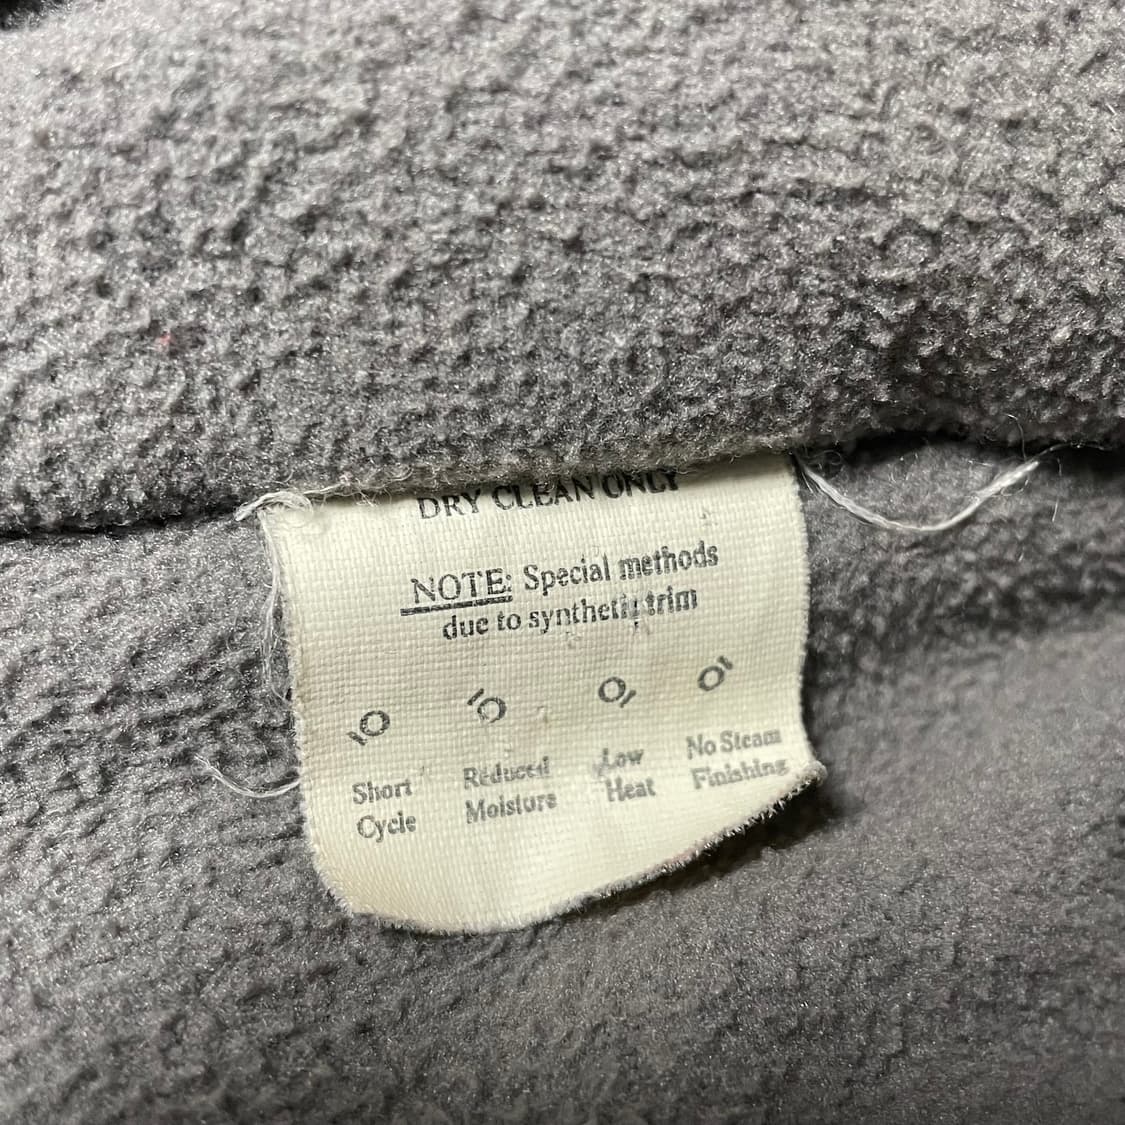 DRY CLEAN ONLY
NOTE: Special methods
due to synthetic trim
Short Cycle
Reduced Moisture
Low Heat
No Steam Finishing